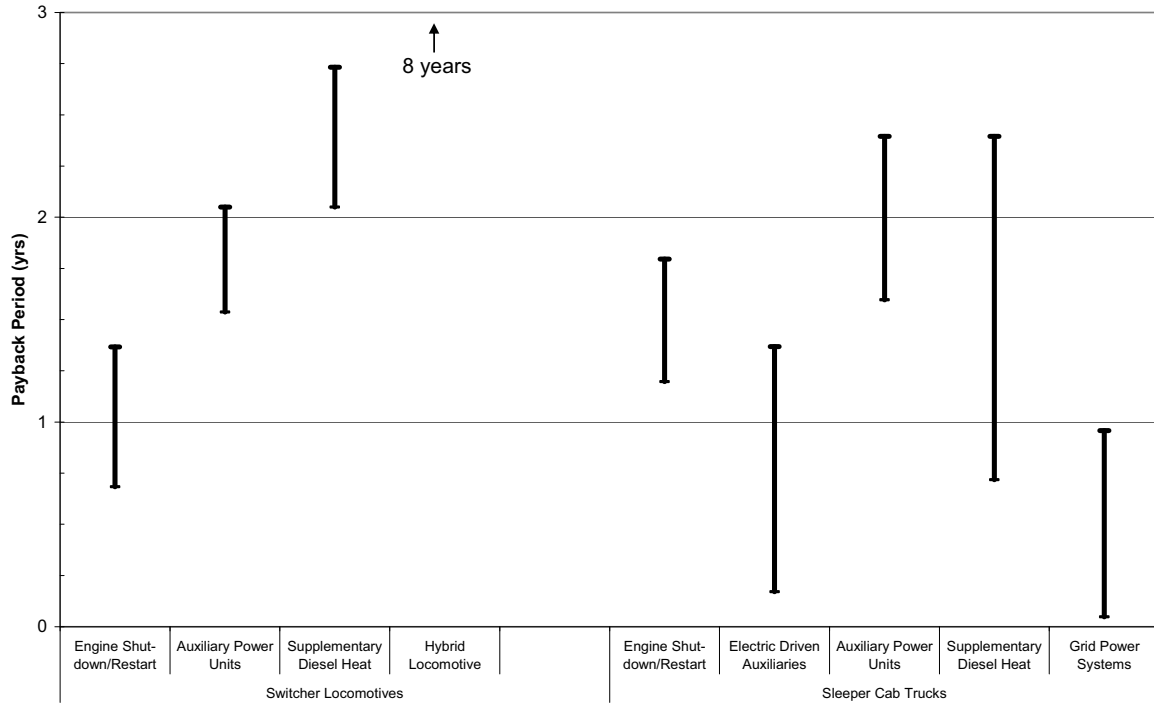 3
8 years
2
Payback Period (yrs)
1
0
Engine Shut-
down/Restart
Auxiliary Power
Units
Supplementary
Diesel Heat
Hybrid
Locomotive
Engine Shut-
down/Restart
Electric Driven
Auxiliaries
Auxiliary Power
Units
Supplementary
Diesel Heat
Grid Power
Systems
Switcher Locomotives
Sleeper Cab Trucks